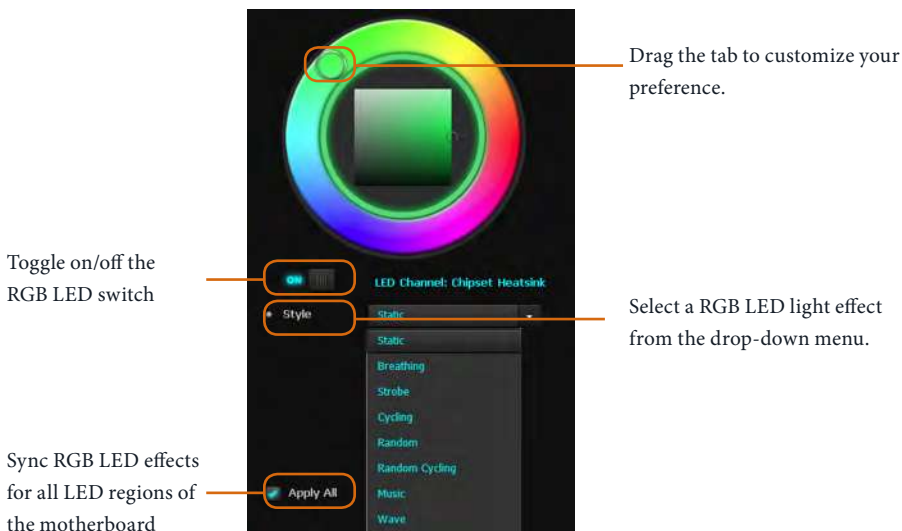 Drag the tab to customize your
preference.
Toggle on/off the
RGB LED switch
ON
LED Channel: Chipset Heatsink
Style
Static
Select a RGB LED light effect
from the drop-down menu.
Static
Breathing
Strobe
Cycling
Random
Random Cycling
Sync RGB LED effects
for all LED regions of
the motherboard
Apply All
Music
Wave